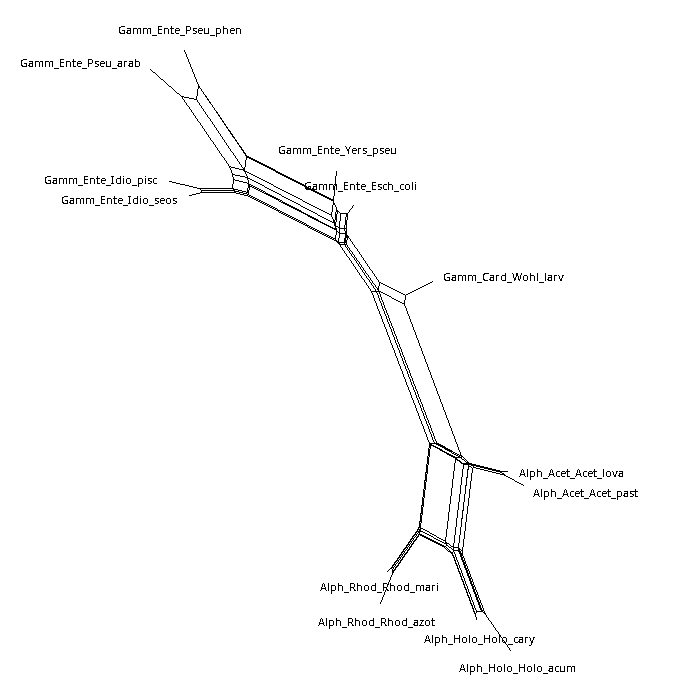 Gamm_Ente_Pseu_phen
Gamm_Ente_Pseu_arab
Gamm_Ente_Yers_pseu
Gamm_Ente_Idio_pisc
Gamm_Ente_Esch_coli
Gamm_Ente_Idio_seos
Gamm_Card_Wohl_larv
Alph_Acet_Acet_lova
Alph_Acet_Acet_past
Alph_Rhod_Rhod_mari
Alph_Rhod_Rhod_azot
Alph_Holo_Holo_cary
Alph_Holo_Holo_acum